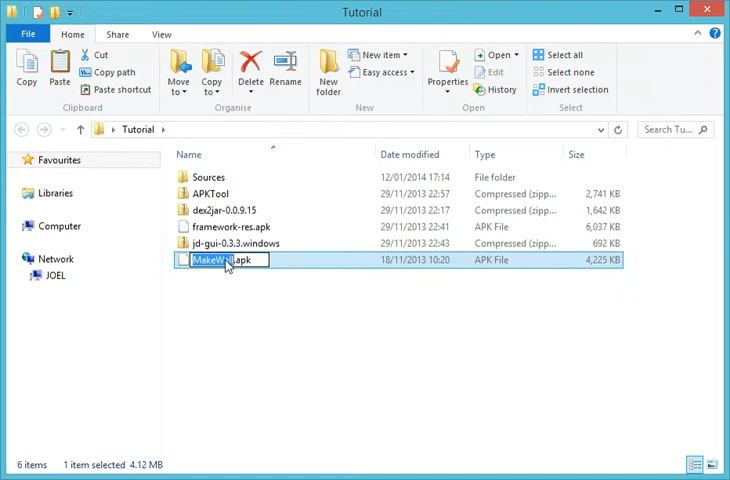 Tutorial
File Home Share View
Copy
Paste
Cut
Copy path
Paste shortcut
Clipboard
Move to
Copy to
Delete
Rename
Organise
New folder
New item
Easy access
New
Properties
Open
Edit
History
Open
Select all
Select none
Invert selection
Select
Tutorial
Search Tu...
Favourites
Libraries
Computer
Network
JOEL
Name Date modified Type Size
Sources 12/01/2014 17:14 File folder
APKTool 29/11/2013 22:53 Compressed (zipp... 2,741 KB
dex2jar-0.0.9.15 29/11/2013 22:17 Compressed (zipp... 1,642 KB
framework-res.apk 29/11/2013 22:41 APK File 6,037 KB
jd-gui-0.3.3.windows 29/11/2013 22:43 Compressed (zipp... 692 KB
.apk 18/11/2013 10:20 APK File 4,225 KB
6 items 1 item selected 4.12 MB